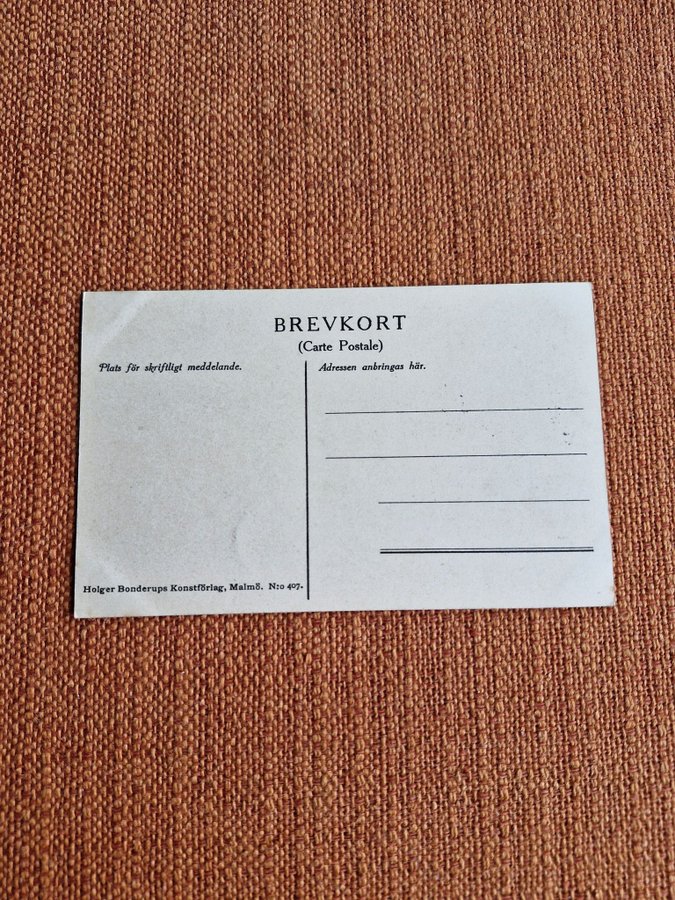 BREVKORT
(Carte Postale)
Plats för skriftligt meddelande.
Adressen anbringas här.
Holger Bonderups Konstförlag, Malmö. N:o 407.